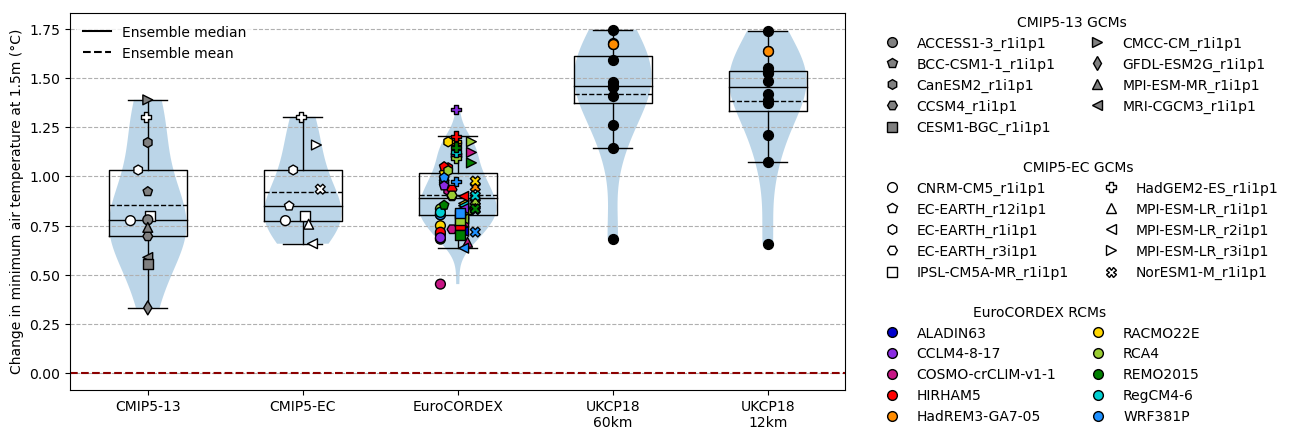 Change in minimum air temperature at 1.5m (°C)
1.75
1.50
1.25
1.00
0.75
0.50
0.25
0.00
Ensemble median
Ensemble mean
CMIP5-13
CMIP5-EC
EuroCORDEX
UKCP18
60km
UKCP18
12km
CMIP5-13 GCMs
ACCESS1-3_r1i1p1
BCC-CSM1-1_r1i1p1
CanESM2_r1i1p1
CCSM4_r1i1p1
CESM1-BGC_r1i1p1
CMCC-CM_r1i1p1
GFDL-ESM2G_r1i1p1
MPI-ESM-MR_r1i1p1
MRI-CGCM3_r1i1p1
CMIP5-EC GCMs
CNRM-CM5_r1i1p1
EC-EARTH_r12i1p1
EC-EARTH_r1i1p1
EC-EARTH_r3i1p1
IPSL-CM5A-MR_r1i1p1
HadGEM2-ES_r1i1p1
MPI-ESM-LR_r1i1p1
MPI-ESM-LR_r2i1p1
MPI-ESM-LR_r3i1p1
NorESM1-M_r1i1p1
EuroCORDEX RCMs
ALADIN63
CCLM4-8-17
COSMO-crCLIM-v1-1
HIRHAM5
HadREM3-GA7-05
RACMO22E
RCA4
REMO2015
RegCM4-6
WRF381P